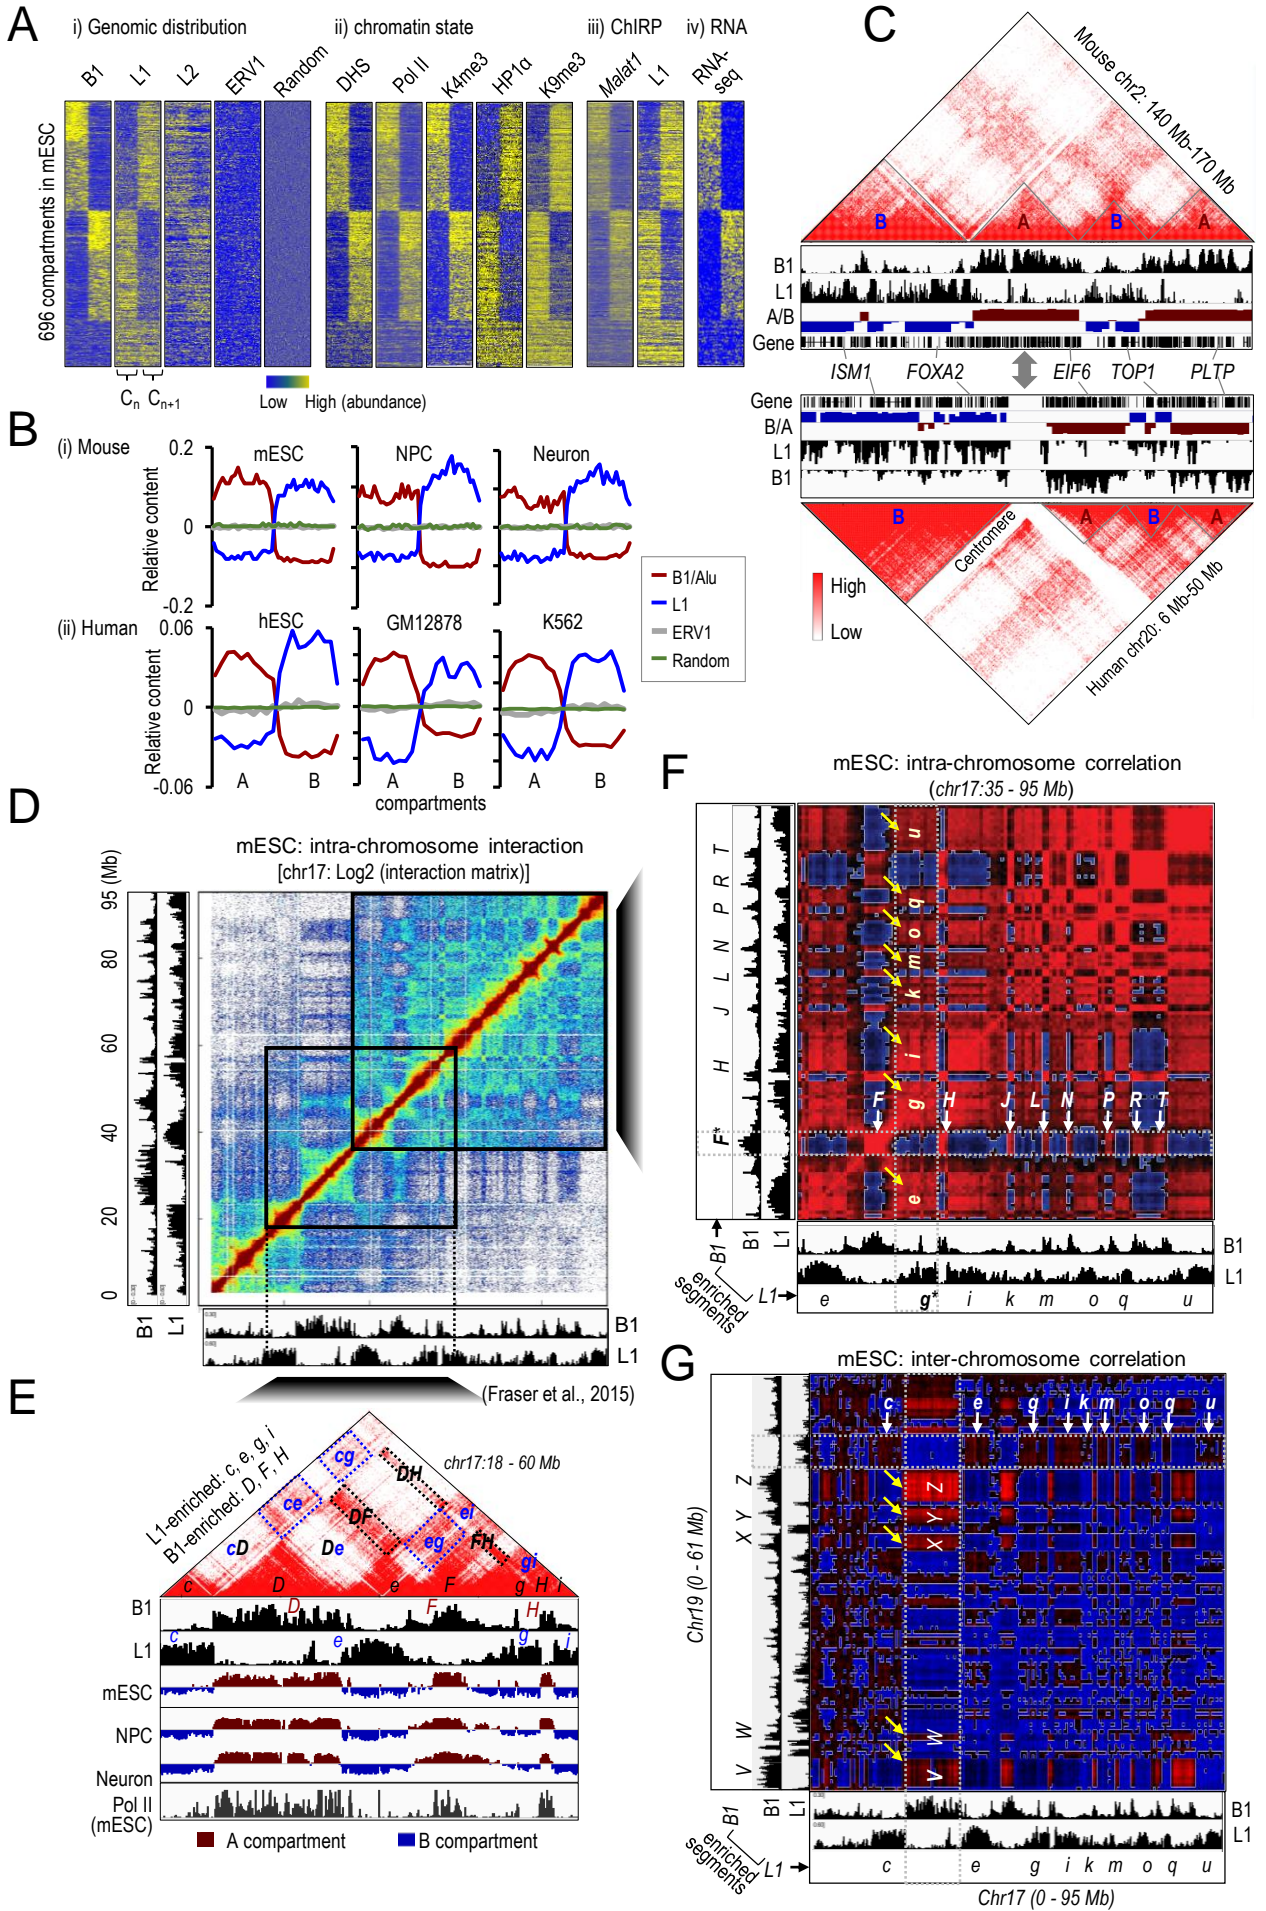 A
i) Genomic distribution
ii) chromatin state
iii) ChIRP
iv) RNA
B1
L1
L2
ERV1
Random
DHS
Pol II
K4me3
HP1α
K9me3
Malat1
L1
RNA-seq
696 compartments in mESC
Cn
Cn+1
Low
High (abundance)
B
(i) Mouse
0.2
0
-0.2
Relative content
mESC
NPC
Neuron
(ii) Human
0.06
0
-0.06
Relative content
hESC
GM12878
K562
A
B
A
B
A
B
compartments
B1/Alu
L1
ERV1
Random
C
Mouse chr2: 140 Mb-170 Mb
B
A
B
A
B1
L1
A/B
Gene
ISM1
FOXA2
EIF6
TOP1
PLTP
Gene
B/A
L1
B1
B
A
B
A
Centromere
High
Low
Human chr20: 6 Mb-50 Mb
D
mESC: intra-chromosome interaction
[chr17: Log2 (interaction matrix)]
95 (Mb)
80
60
40
20
0
B1
L1
B1
L1
(Fraser et al., 2015)
E
L1-enriched: c, e, g, i
B1-enriched: D, F, H
chr17:18 - 60 Mb
cg
DH
ce
DF
ei
cD
De
eg
FH
gi
c
D
e
F
g
H
i
B1
D
F
H
L1
c
e
g
i
mESC
NPC
Neuron
Pol II
(mESC)
A compartment
B compartment
F
mESC: intra-chromosome correlation
(chr17:35 - 95 Mb)
T
R
P
N
L
J
H
F*
u
q
o
m
k
i
g
e
F
H
J
L
N
P
R
T
B1
L1
B1
L1
B1
enriched segments
L1
e
g*
i
k
m
o
q
u
G
mESC: inter-chromosome correlation
Chr19 (0 - 61 Mb)
Z
Y
X
W
V
c
e
g
i
k
m
o
q
u
Z
Y
X
W
V
B1
L1
B1
L1
B1
enriched segments
L1
c
e
g
i
k
m
o
q
u
Chr17 (0 - 95 Mb)